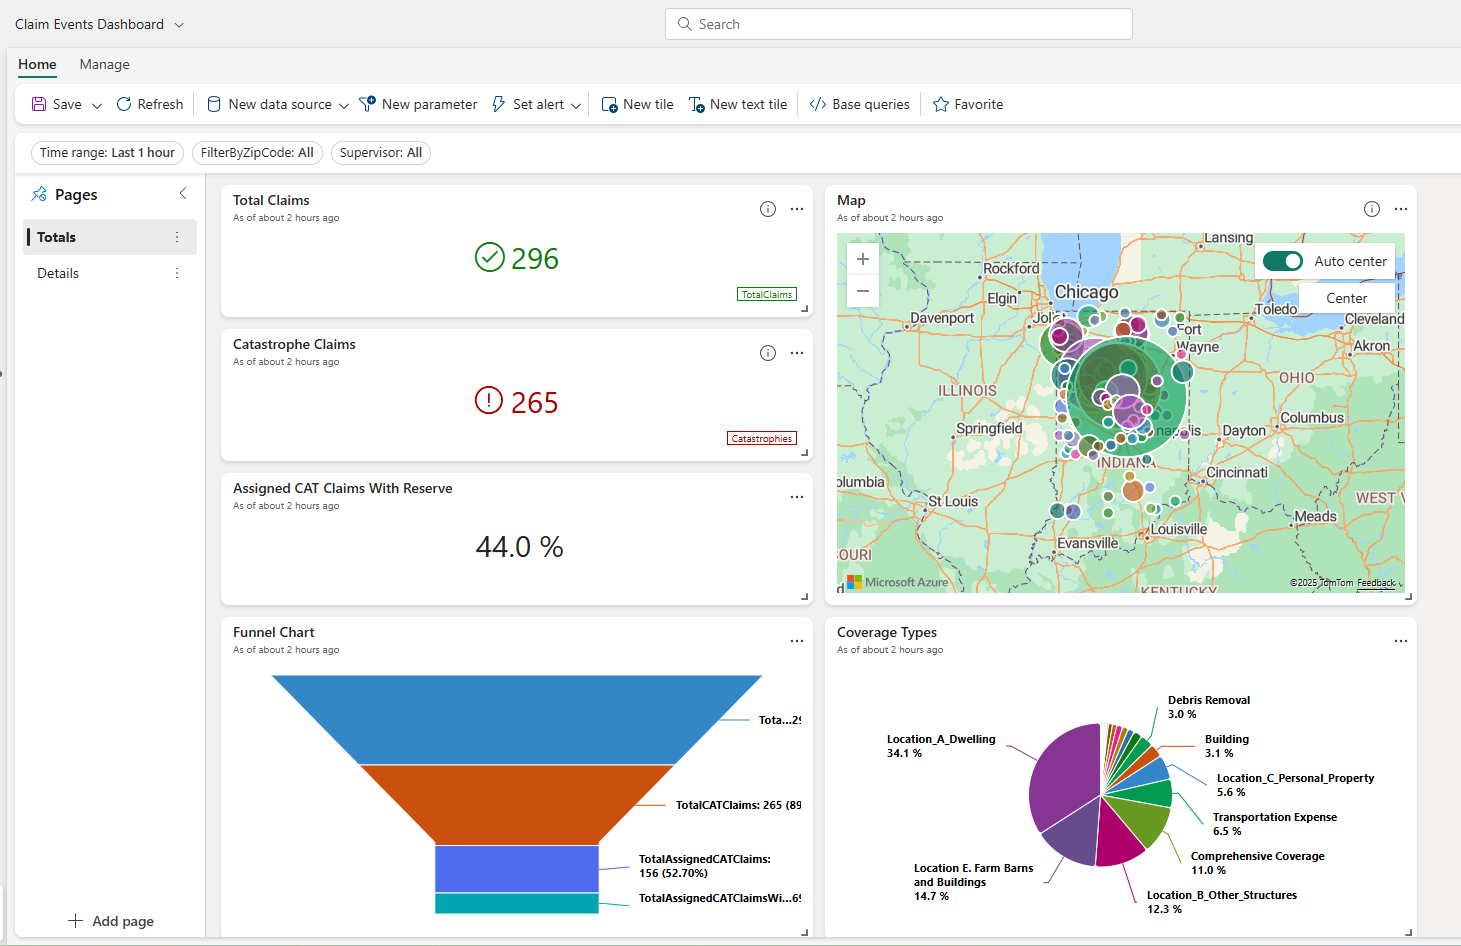 Claim Events Dashboard
Search
Home Manage
Save Refresh New data source New parameter Set alert New tile New text tile Base queries Favorite
Time range: Last 1 hour FilterByZipCode: All Supervisor: All
Pages
Totals
Details
Add page
Total Claims
As of about 2 hours ago
296
TotalClaims
Catastrophe Claims
As of about 2 hours ago
265
Catastrophies
Assigned CAT Claims With Reserve
As of about 2 hours ago
44.0 %
Map
As of about 2 hours ago
Auto center
Center
Lansing
Rockford
Elgin
Chicago
Davenport
Toledo
Cleveland
Fort
Wayne
Akron
ILLINOIS
OHIO
Springfield
Columbus
Dayton
INDIANA
Cincinnati
olumbia
St Louis
WEST V
Meads
Louisville
Evansville
OURI
KENTUCKY
Microsoft Azure
©2025 TomTom Feedback
Funnel Chart
As of about 2 hours ago
Tota...29
TotalCATClaims: 265 (89
TotalAssignedCATClaims:
156 (52.70%)
TotalAssignedCATClaimsWi...69
Coverage Types
As of about 2 hours ago
Debris Removal
3.0 %
Location_A_Dwelling
34.1 %
Building
3.1 %
Location_C_Personal_Property
5.6 %
Transportation Expense
6.5 %
Comprehensive Coverage
11.0 %
Location E. Farm Barns
and Buildings
14.7 %
Location_B_Other_Structures
12.3 %